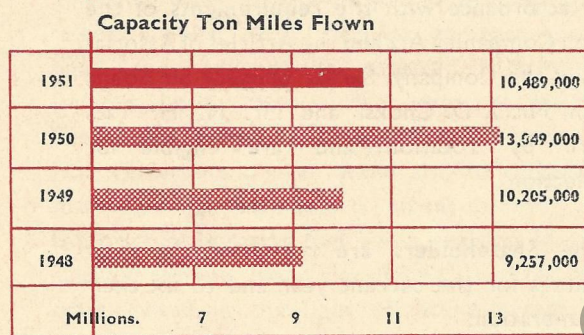 Capacity Ton Miles Flown
1951 10,489,000
1950 13,049,000
1949 10,205,000
1948 9,257,000
Millions. 7 9 11 13